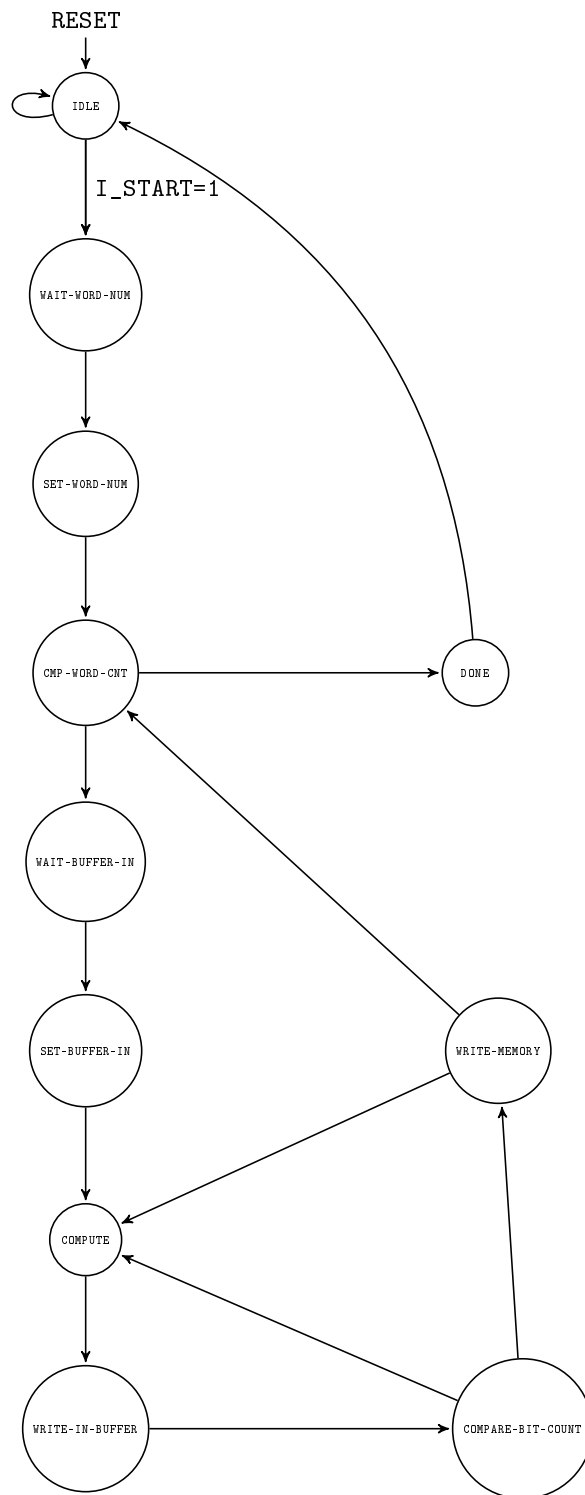 RESET
IDLE
I_START=1
WAIT-WORD-NUM
SET-WORD-NUM
CMP-WORD-CNT
DONE
WAIT-BUFFER-IN
SET-BUFFER-IN
WRITE-MEMORY
COMPUTE
WRITE-IN-BUFFER
COMPARE-BIT-COUNT